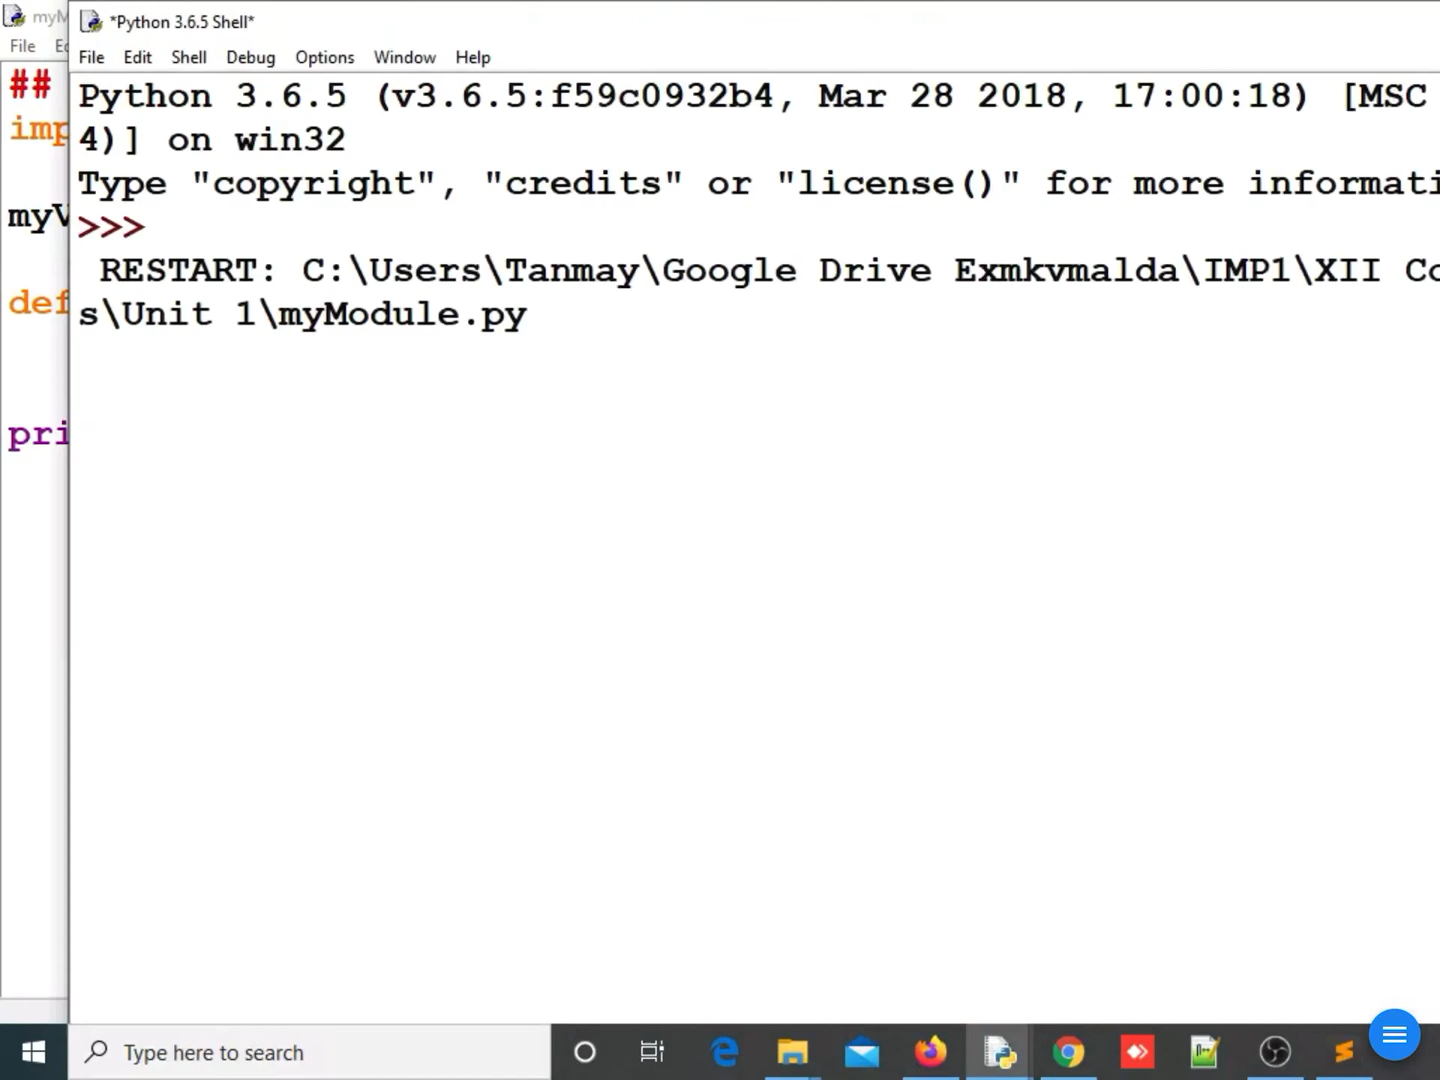 myM
*Python 3.6.5 Shell*
File Ed
File Edit Shell Debug Options Window Help
##
imp
myV
def
pri
Python 3.6.5 (v3.6.5:f59c0932b4, Mar 28 2018, 17:00:18) [MSC
4)] on win32
Type "copyright", "credits" or "license()" for more informati
>>>
RESTART: C:\Users\Tanmay\Google Drive Exmkvmalda\IMP1\XII Co
s\Unit 1\myModule.py
Type here to search